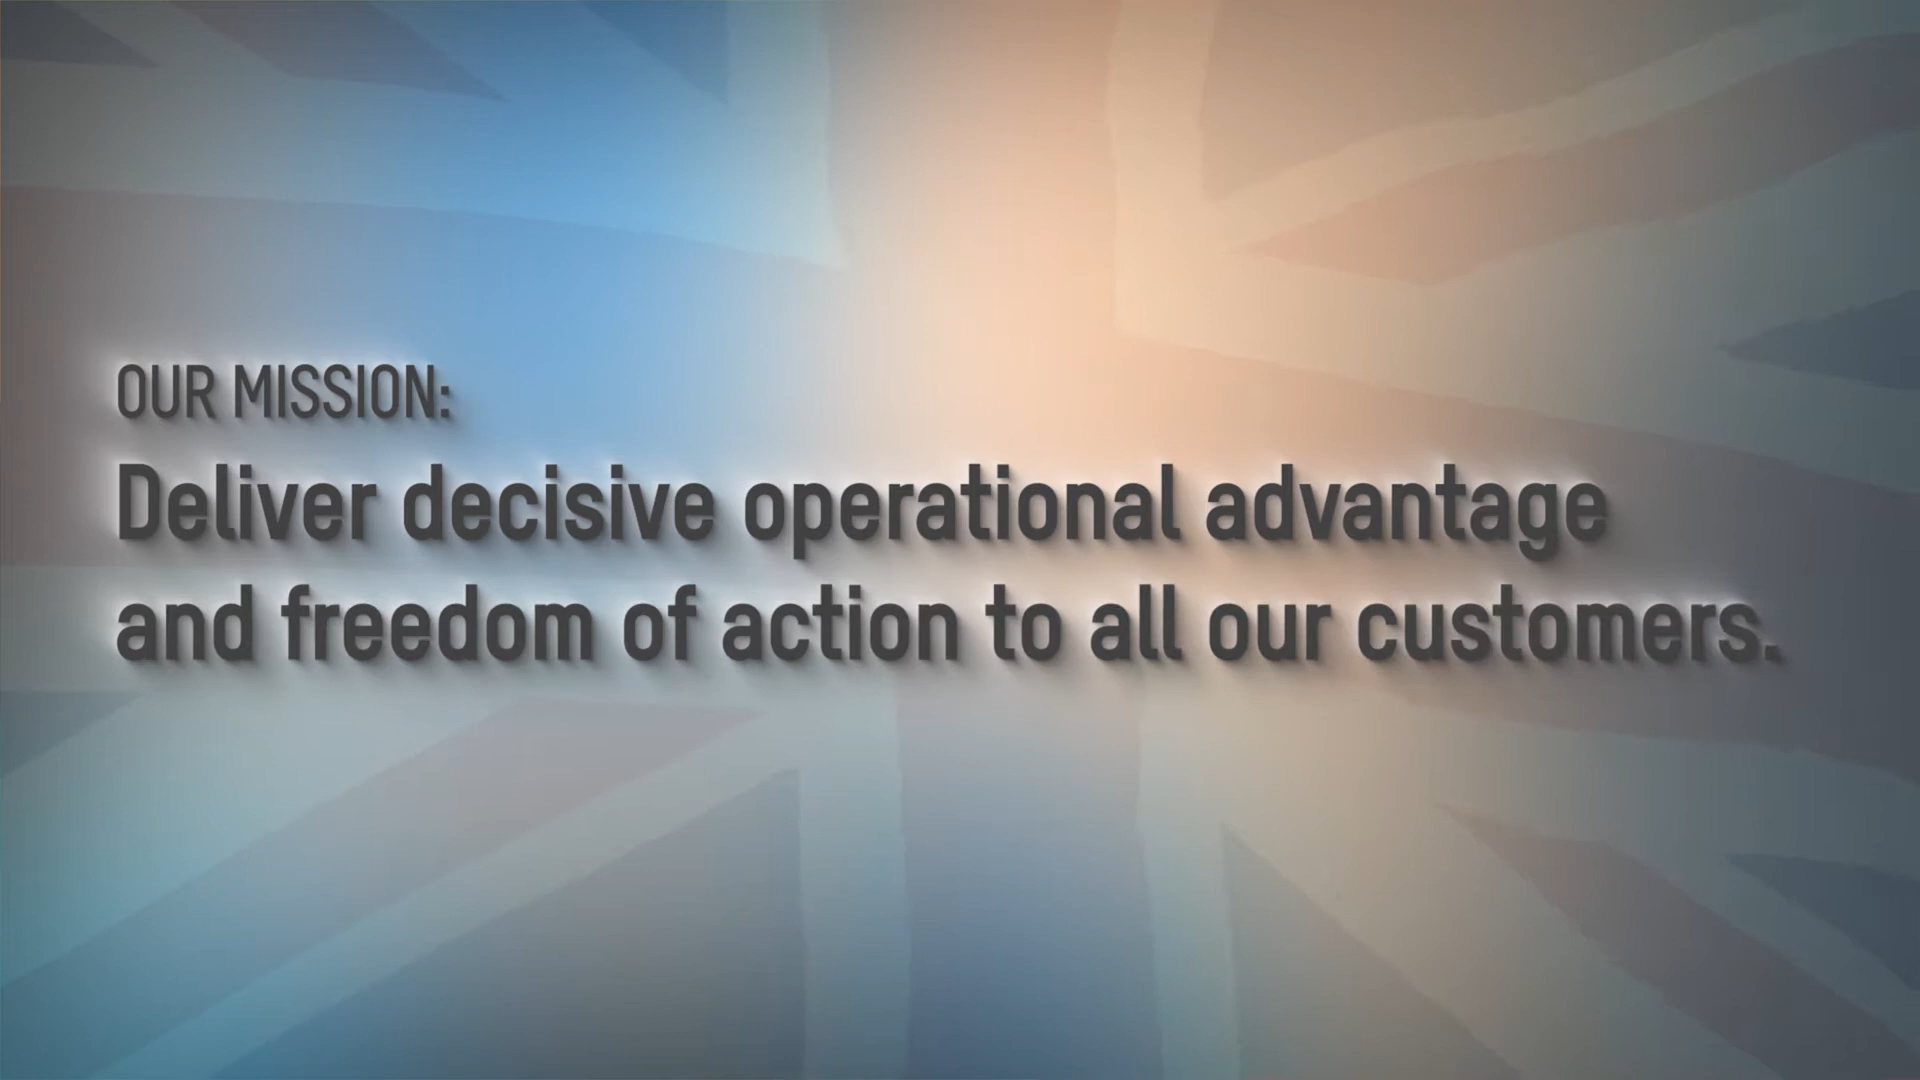 OUR MISSION:
Deliver decisive operational advantage
and freedom of action to all our customers.